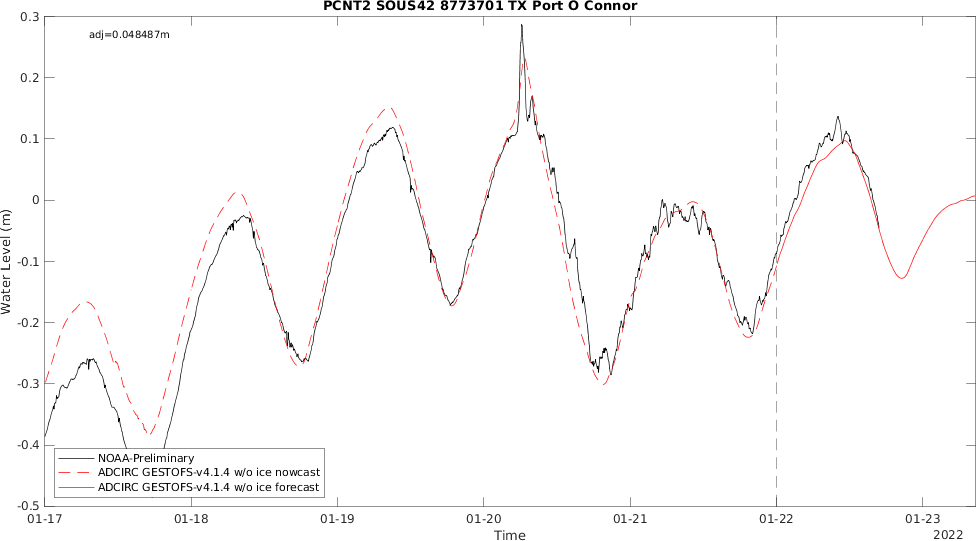 PCNT2 SOUS42 8773701 TX Port O Connor
adj=0.048487m
0.3
0.2
0.1
0
-0.1
-0.2
-0.3
-0.4
-0.5
Water Level (m)
NOAA-Preliminary
ADCIRC GESTOFS-v4.1.4 w/o ice nowcast
ADCIRC GESTOFS-v4.1.4 w/o ice forecast
01-17 01-18 01-19 01-20 01-21 01-22 01-23
Time
2022